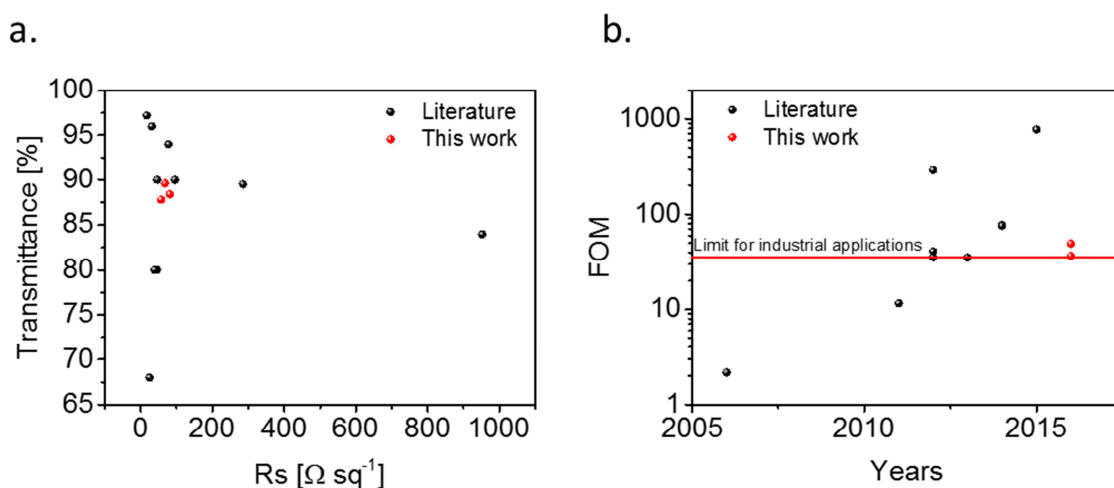 a.
100
95
90
85
80
75
70
65
Transmittance [%]
Literature
This work
0 200 400 600 800 1000
Rs [Ω sq⁻¹]
b.
1000
100
10
1
FOM
Literature
This work
Limit for industrial applications
2005 2010 2015
Years